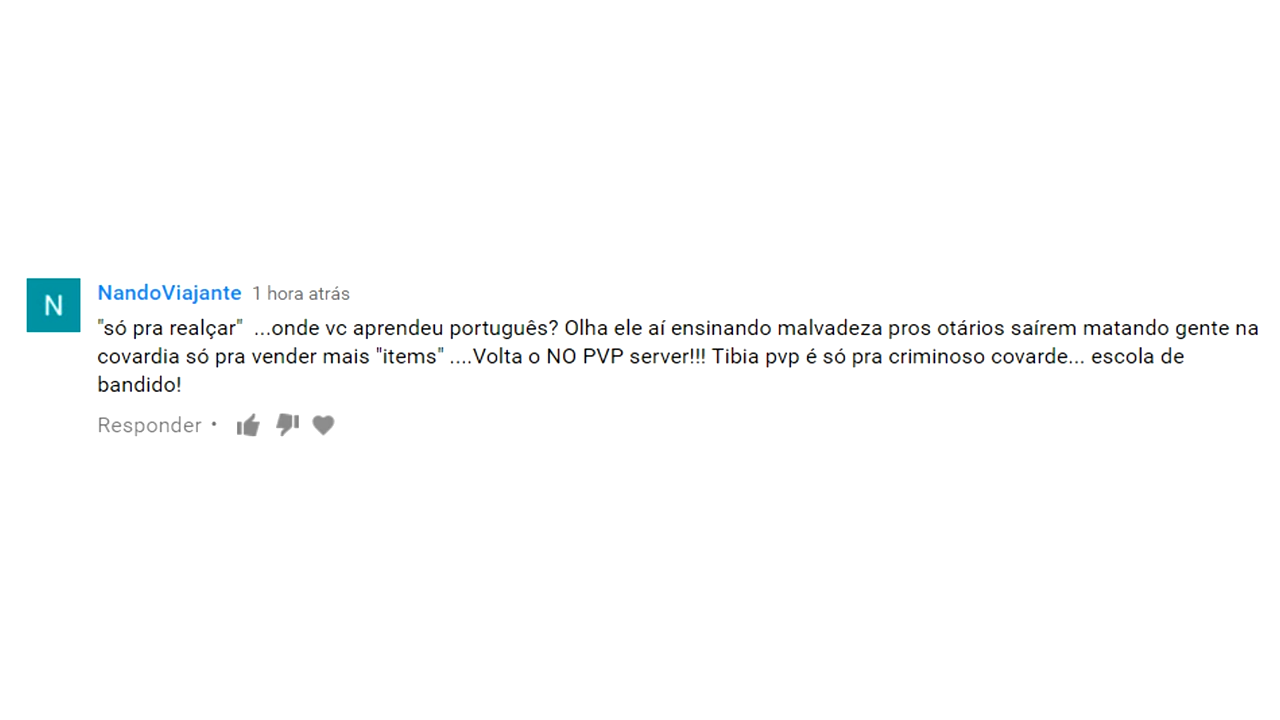 N
NandoViajante 1 hora atrás
"só pra realçar"  ...onde vc aprendeu português? Olha ele aí ensinando malvadeza pros otários saírem matando gente na
covardia só pra vender mais "items" ....Volta o NO PVP server!!! Tibia pvp é só pra criminoso covarde... escola de
bandido!
Responder •